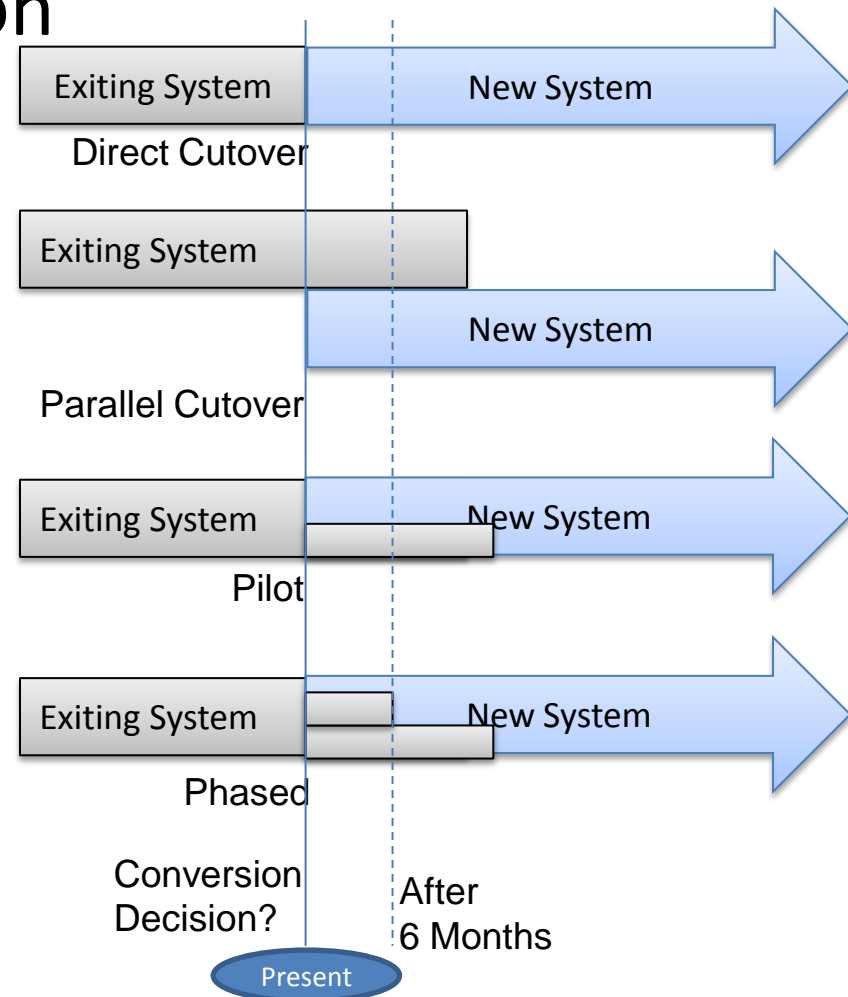 on
Exiting System
New System
Direct Cutover
Exiting System
New System
Parallel Cutover
Exiting System
New System
Pilot
Exiting System
New System
Phased
Conversion
Decision?
After
6 Months
Present